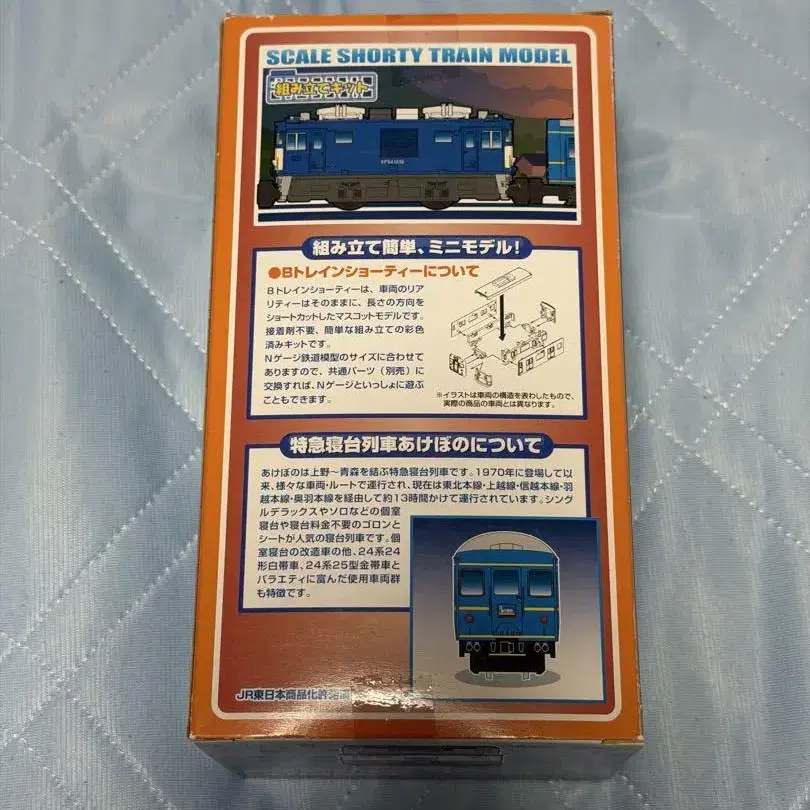 SCALE SHORTY TRAIN MODEL
組み立てキット
組み立て簡単、ミニモデル!
●Bトレインショーティーについて
Bトレインショーティーは、車両のリア
リティーはそのままに、長さの方向を
ショートカットしたマスコットモデルです。
接着剤不要、簡単な組み立ての彩色
済みキットです。
Nゲージ鉄道模型のサイズに合わせて
ありますので、共通パーツ(別売)に
交換すれば、Nゲージといっしょに遊ぶ
こともできます。
※イラストは車両の構造を表わしたもので、
実際の商品の車両とは異なります。
特急寝台列車あけぼのについて
あけぼのは上野〜青森を結ぶ特急寝台列車です。1970年に登場して以
来、様々な車両・ルートで運行され、現在は東北本線・上越線・信越本線・羽
越本線・奥羽本線を経由して約13時間かけて運行されています。シング
ルデラックスやソロなどの個室
寝台や寝台料金不要のゴロンと
シートが人気の寝台列車です。個
室寝台の改造車の他、24系24
形白帯車、24系25型金帯車と
バラエティに富んだ使用車両群
も特徴です。
JR東日本商品化許諾済